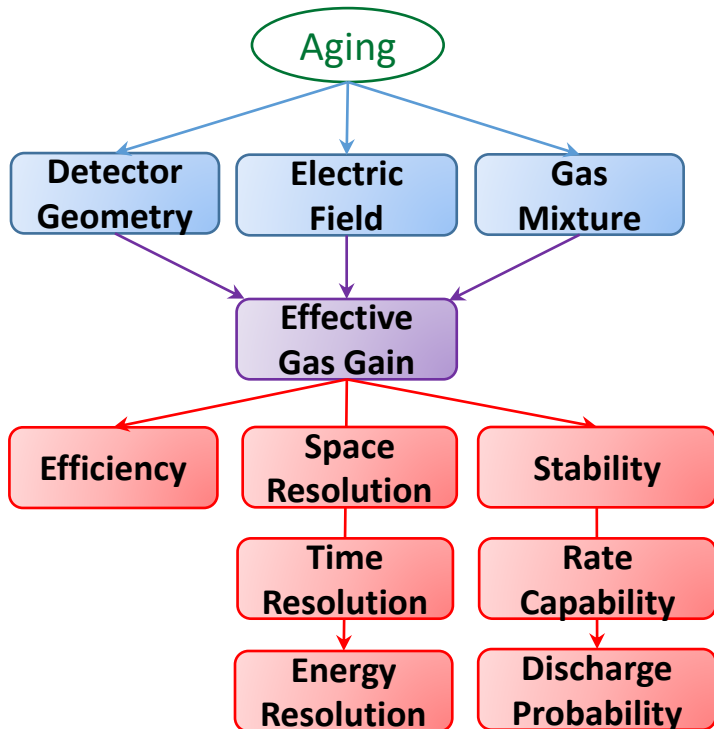 Aging
Detector
Geometry
Electric
Field
Gas
Mixture
Effective
Gas Gain
Efficiency
Space
Resolution
Stability
Time
Resolution
Rate
Capability
Energy
Resolution
Discharge
Probability